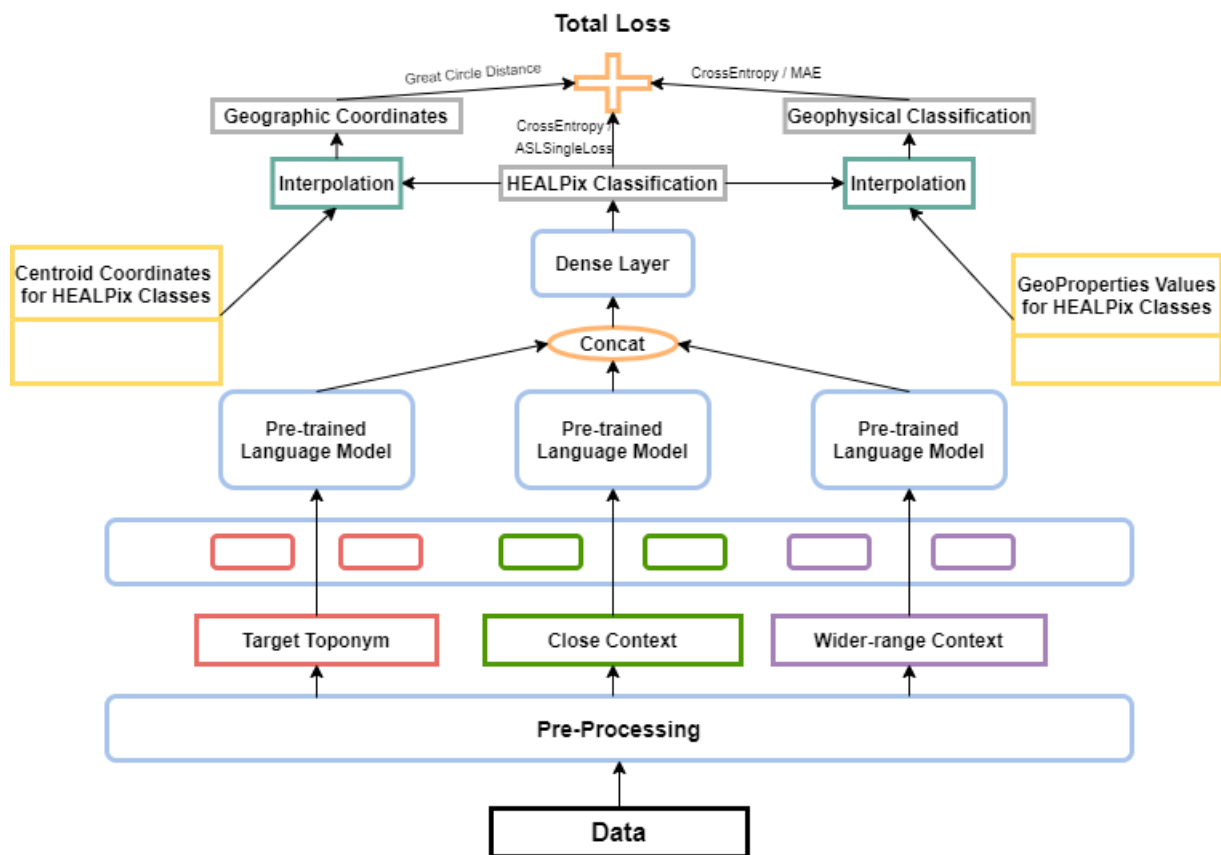 Total Loss
Great Circle Distance
CrossEntropy / MAE
Geographic Coordinates
CrossEntropy /
ASLSingleLoss
Geophysical Classification
Interpolation
HEALPix Classification
Interpolation
Dense Layer
Centroid Coordinates
for HEALPix Classes
GeoProperties Values
for HEALPix Classes
Concat
Pre-trained
Language Model
Pre-trained
Language Model
Pre-trained
Language Model
Target Toponym
Close Context
Wider-range Context
Pre-Processing
Data